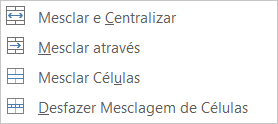 Mesclar e Centralizar
Mesclar através
Mesclar Células
Desfazer Mesclagem de Células